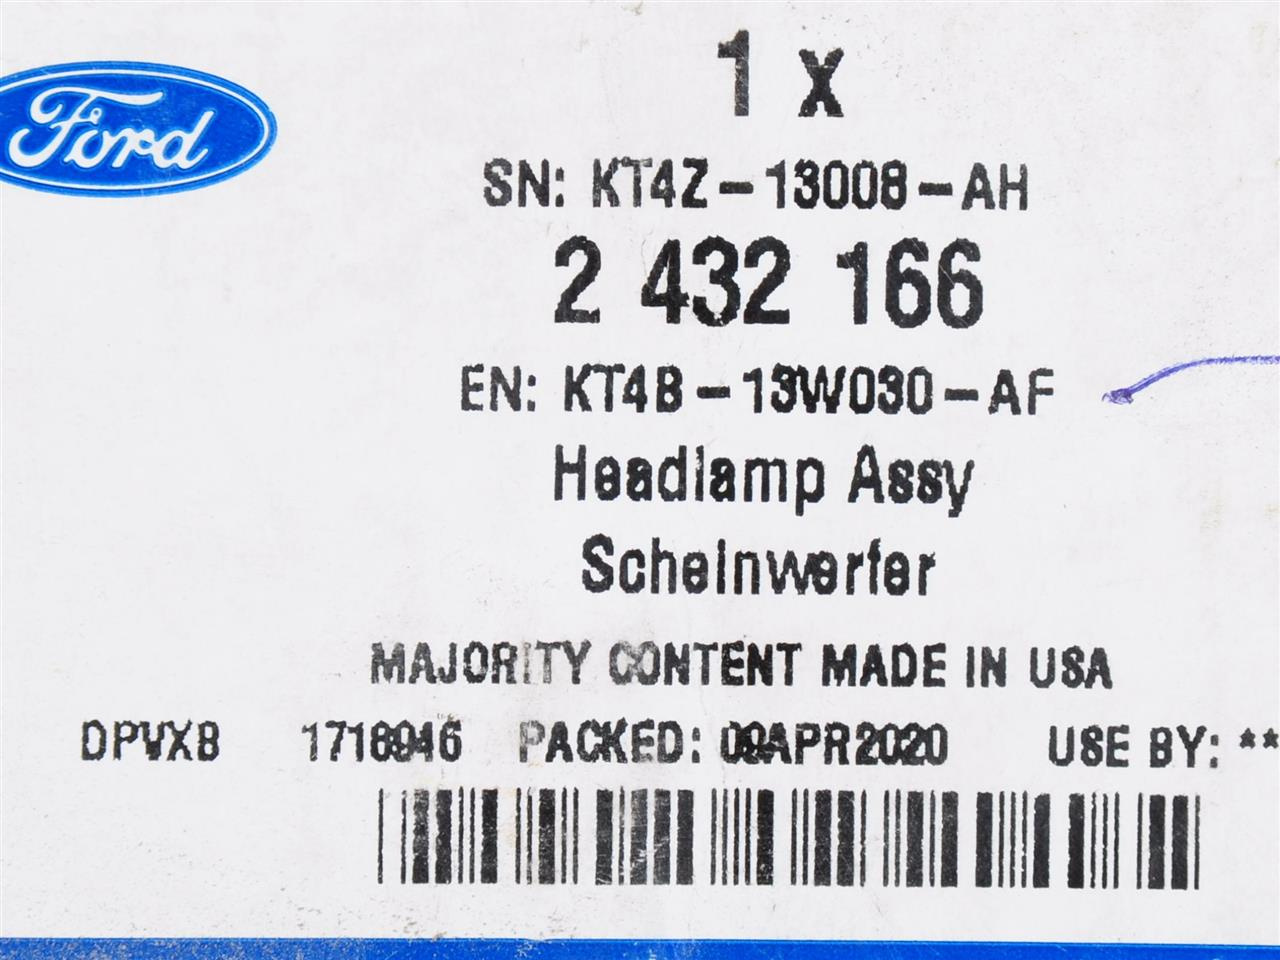 Ford
1 x
SN: KT4Z-13008-AH
2 432 166
EN: KT4B-13W030-AF
Headlamp Assy
Scheinwerfer
MAJORITY CONTENT MADE IN USA
DPVXB 1718946 PACKED: 09APR2020 USE BY: **